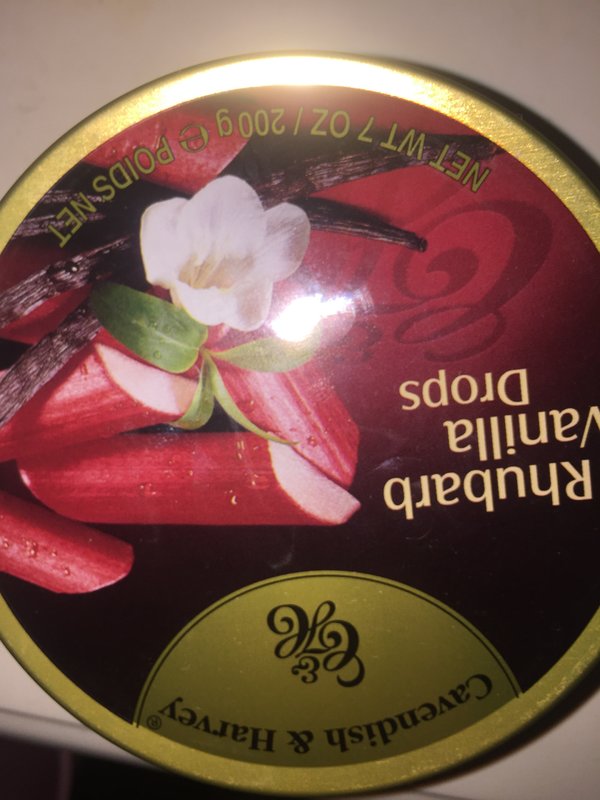 Cavendish & Harvey®
C&H
Rhubarb
Vanilla
Drops
NET WT 7 OZ / 200 g ℮ POIDS NET